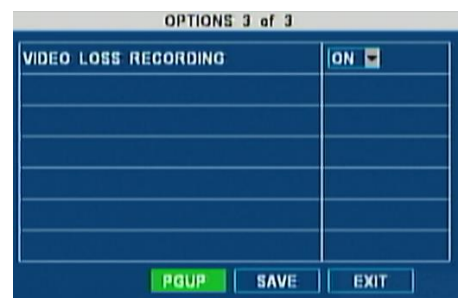 OPTIONS 3 of 3
VIDEO LOSS RECORDING ON
PGUP SAVE EXIT